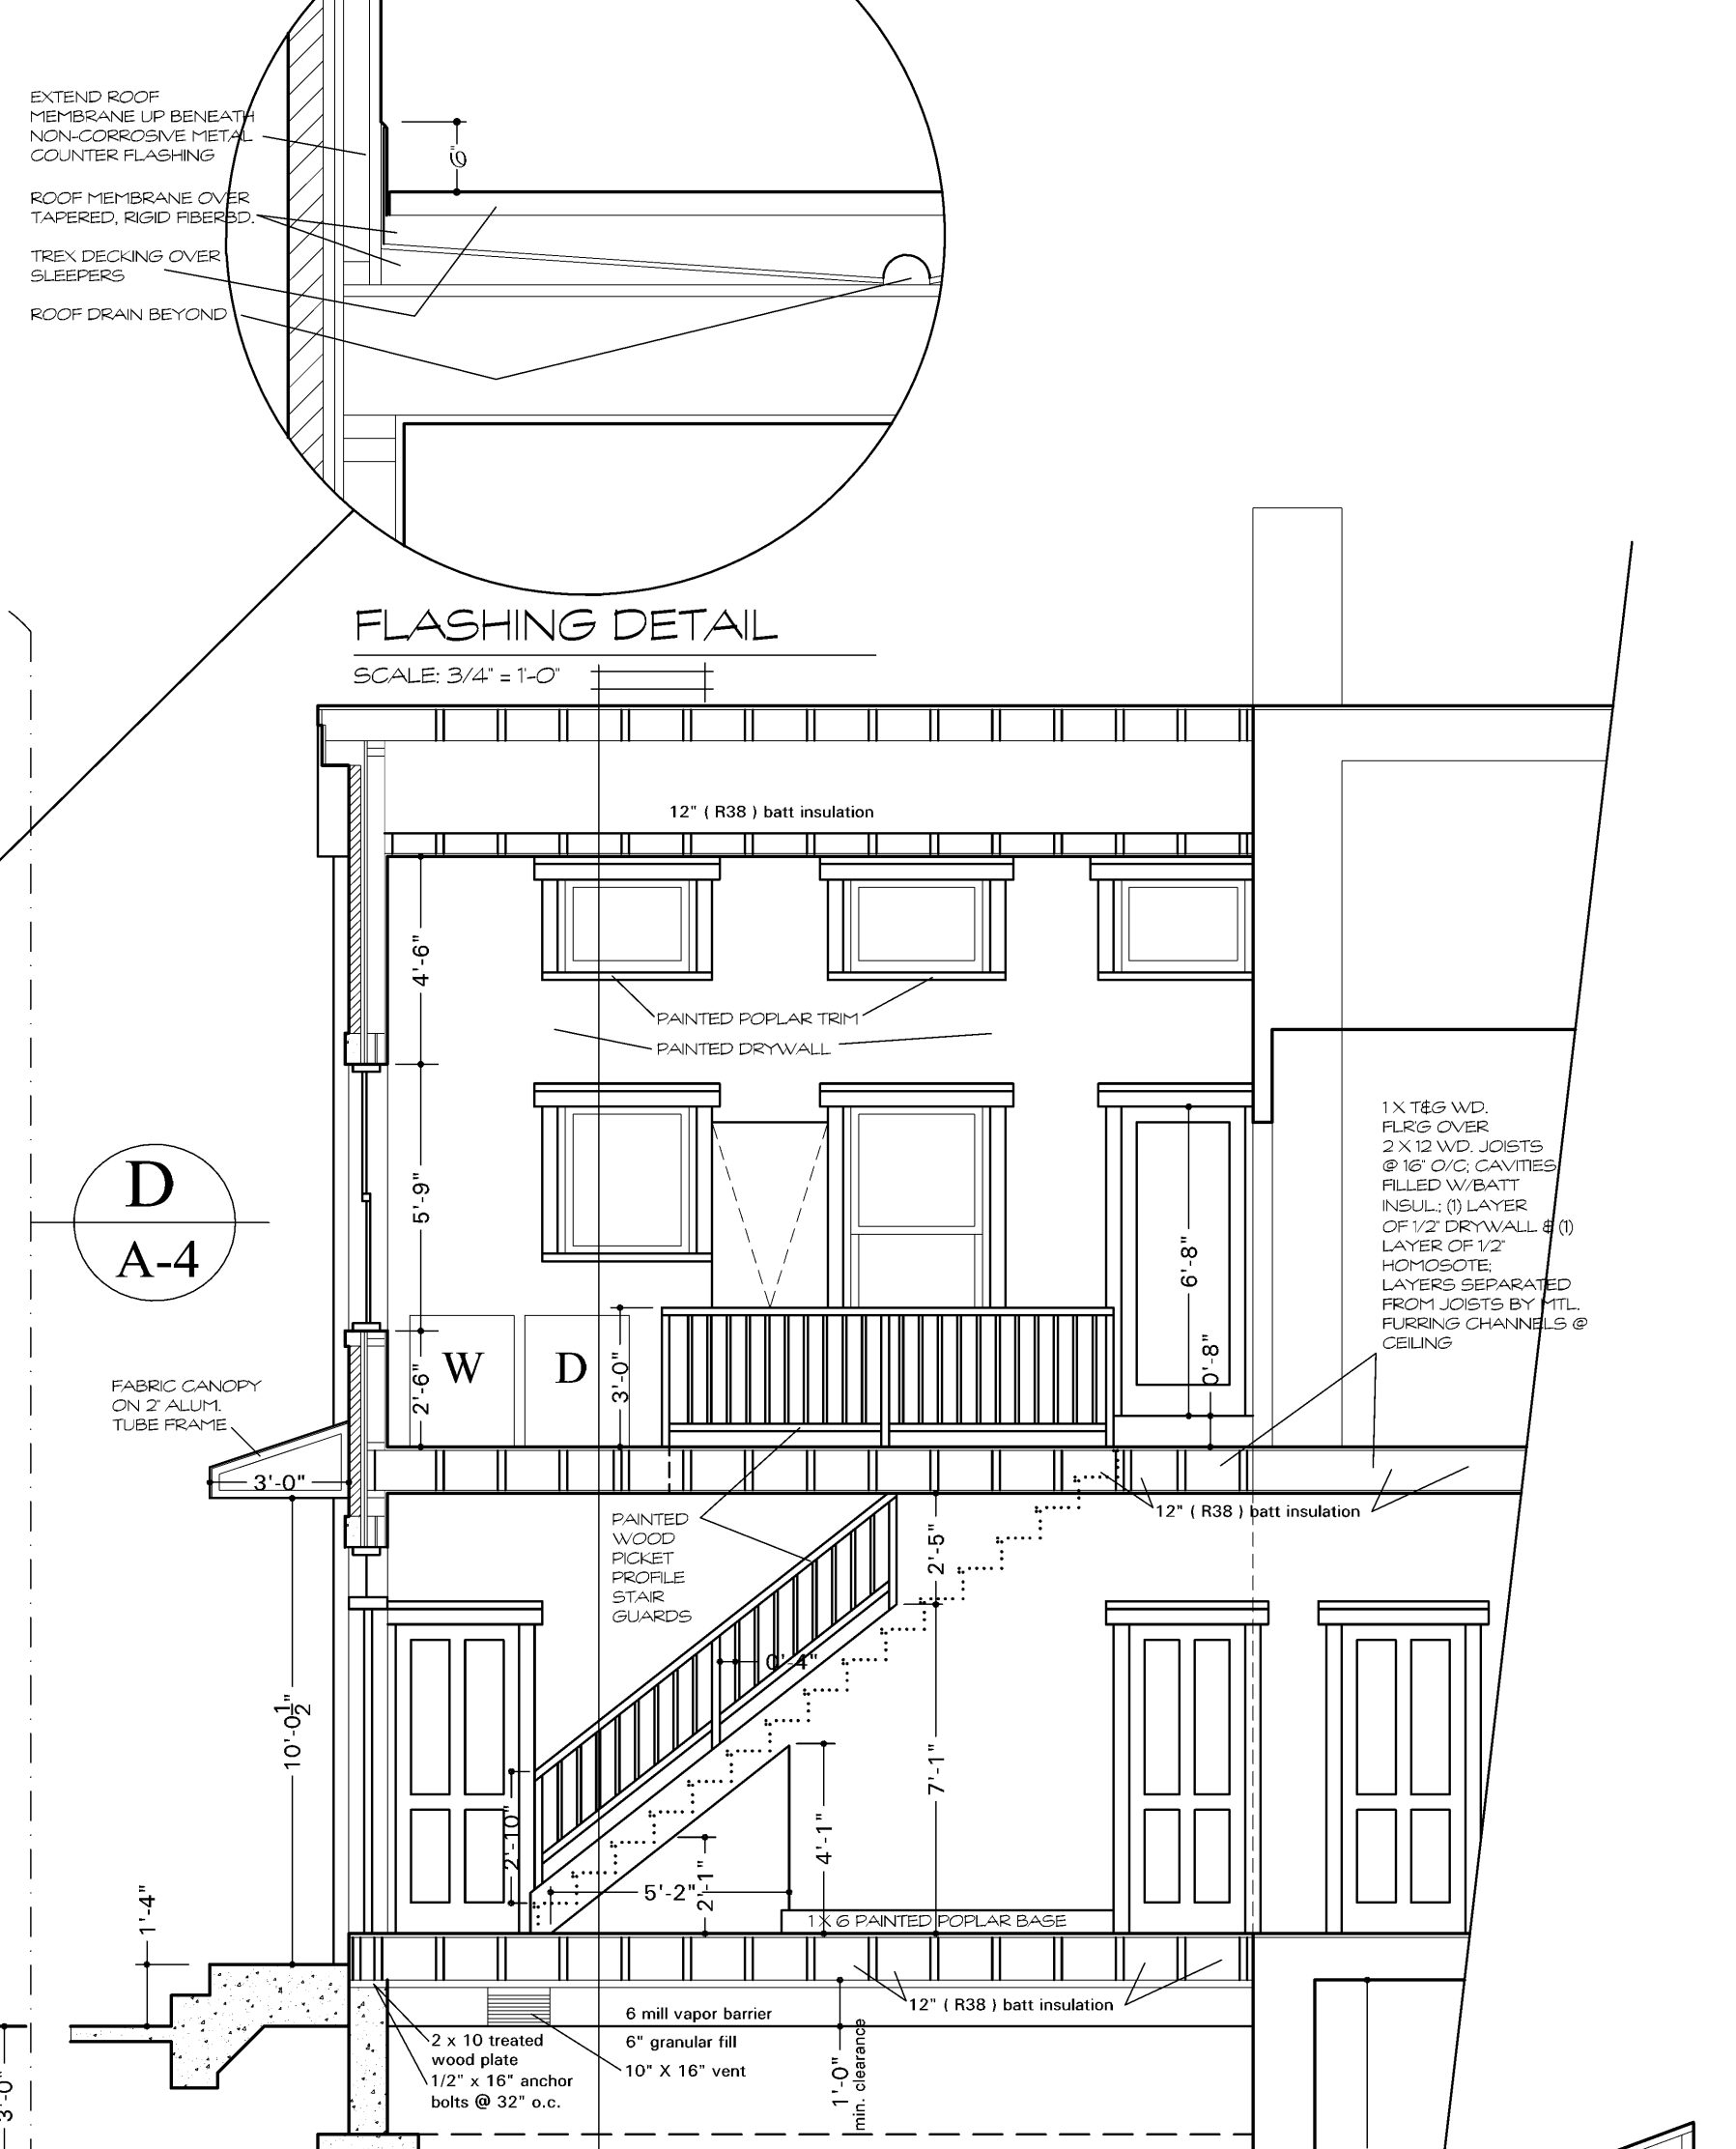 EXTEND ROOF
MEMBRANE UP BENEATH
NON-CORROSIVE METAL
COUNTER FLASHING
6"
ROOF MEMBRANE OVER
TAPERED, RIGID FIBERBD.
TREX DECKING OVER
SLEEPERS
ROOF DRAIN BEYOND
FLASHING DETAIL
SCALE: 3/4" = 1'-0"
12" ( R38 ) batt insulation
4'-6"
PAINTED POPLAR TRIM
PAINTED DRYWALL
D
A-4
5'-9"
6'-8"
1 X T&G WD.
FLR'G OVER
2 X 12 WD. JOISTS
@ 16" O/C; CAVITIES
FILLED W/BATT
INSUL.; (1) LAYER
OF 1/2" DRYWALL & (1)
LAYER OF 1/2"
HOMOSOTE;
LAYERS SEPARATED
FROM JOISTS BY MTL.
FURRING CHANNELS @
CEILING
2'-6"
W
D
3'-0"
0'-8"
FABRIC CANOPY
ON 2" ALUM.
TUBE FRAME
3'-0"
12" ( R38 ) batt insulation
PAINTED
WOOD
PICKET
PROFILE
STAIR
GUARDS
2'-5"
0'-4"
10'-0 1/2"
7'-1"
2'-10"
4'-1"
5'-2"
2'-1"
1'-4"
1 X 6 PAINTED POPLAR BASE
12" ( R38 ) batt insulation
6 mill vapor barrier
6" granular fill
10" X 16" vent
2 x 10 treated
wood plate
1/2" x 16" anchor
bolts @ 32" o.c.
1'-0"
min. clearance
3'-0"